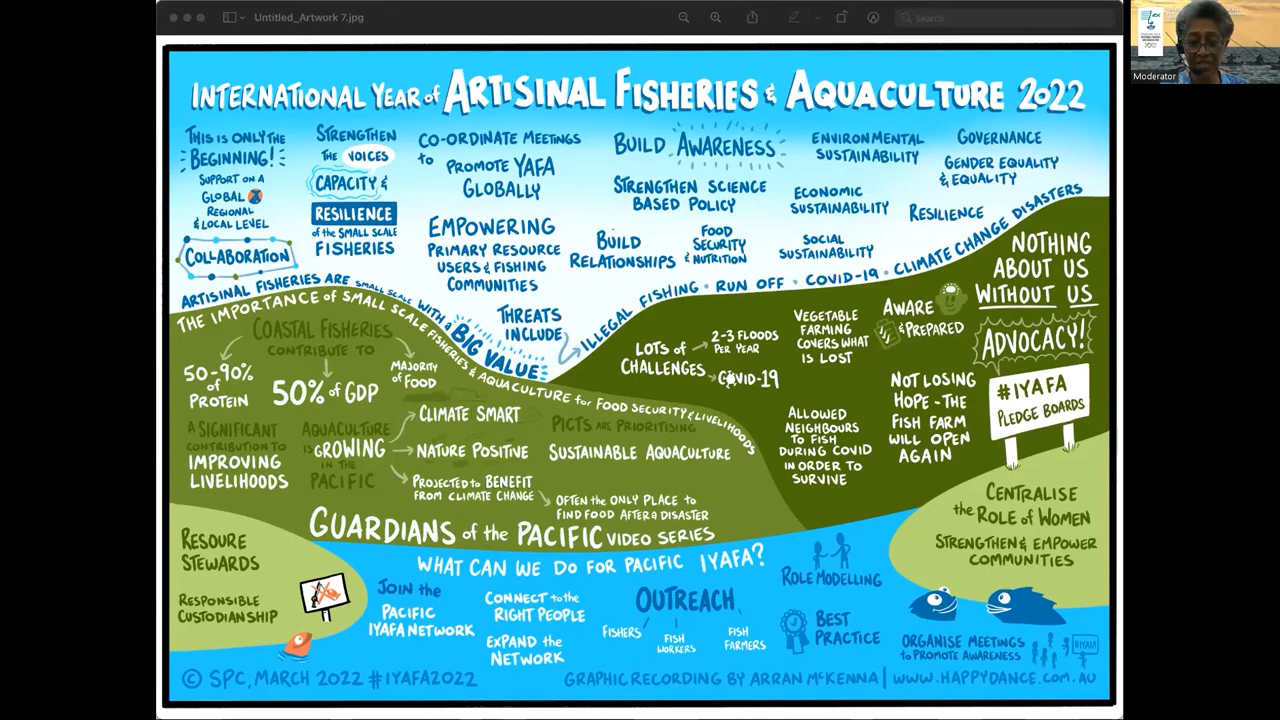 Untitled_Artwork 7.jpg
Search
Moderator
2022
INTERNATIONAL YEAR of ARTISINAL FISHERIES & AQUACULTURE 2022
THIS IS ONLY THE
BEGINNING!
SUPPORT ON A
GLOBAL
REGIONAL
& LOCAL LEVEL
COLLABORATION
STRENGTHEN
THE VOICES
CAPACITY &
RESILIENCE
of the SMALL SCALE
FISHERIES
CO-ORDINATE MEETINGS
to PROMOTE YAFA
GLOBALLY
EMPOWERING
PRIMARY RESOURCE
USERS & FISHING
COMMUNITIES
BUILD AWARENESS
STRENGTHEN SCIENCE
BASED POLICY
BUILD
RELATIONSHIPS
FOOD
SECURITY
& NUTRITION
ENVIRONMENTAL
SUSTAINABILITY
ECONOMIC
SUSTAINABILITY
SOCIAL
SUSTAINABILITY
GOVERNANCE
GENDER EQUALITY
& EQUALITY
RESILIENCE
ARTISINAL FISHERIES ARE SMALL SCALE WITH A BIG VALUE
THREATS
INCLUDE
ILLEGAL FISHING · RUN OFF · COVID-19 · CLIMATE CHANGE DISASTERS
THE IMPORTANCE of SMALL SCALE FISHERIES & AQUACULTURE for FOOD SECURITY & LIVELIHOODS
COASTAL FISHERIES
CONTRIBUTE TO
50-90%
of
PROTEIN
50% of GDP
MAJORITY
of FOOD
A SIGNIFICANT
CONTRIBUTION TO
IMPROVING
LIVELIHOODS
AQUACULTURE
IS GROWING
IN THE
PACIFIC
CLIMATE SMART
NATURE POSITIVE
PROJECTED to BENEFIT
FROM CLIMATE CHANGE
OFTEN THE ONLY PLACE to
FIND FOOD AFTER A DISASTER
PICTS ARE PRIORITISING
SUSTAINABLE AQUACULTURE
GUARDIANS of the PACIFIC VIDEO SERIES
LOTS of
CHALLENGES
2-3 FLOODS
PER YEAR
COVID-19
VEGETABLE
FARMING
COVERS WHAT
IS LOST
AWARE
& PREPARED
ALLOWED
NEIGHBOURS
TO FISH
DURING COVID
IN ORDER TO
SURVIVE
NOT LOSING
HOPE - THE
FISH FARM
WILL OPEN
AGAIN
NOTHING
ABOUT US
WITHOUT US
ADVOCACY!
#IYAFA
PLEDGE BOARDS
CENTRALISE
the ROLE of WOMEN
STRENGTHEN & EMPOWER
COMMUNITIES
RESOURE
STEWARDS
RESPONSIBLE
CUSTODIANSHIP
WHAT CAN WE DO FOR PACIFIC IYAFA?
JOIN the
PACIFIC
IYAFA NETWORK
CONNECT to the
RIGHT PEOPLE
EXPAND the
NETWORK
OUTREACH
FISHERS
FISH
WORKERS
FISH
FARMERS
ROLE MODELLING
BEST
PRACTICE
ORGANISE MEETINGS
to PROMOTE AWARENESS
#IYAFA
© SPC, MARCH 2022 #IYAFA2022
GRAPHIC RECORDING BY ARRAN McKENNA | WWW.HAPPYDANCE.COM.AU